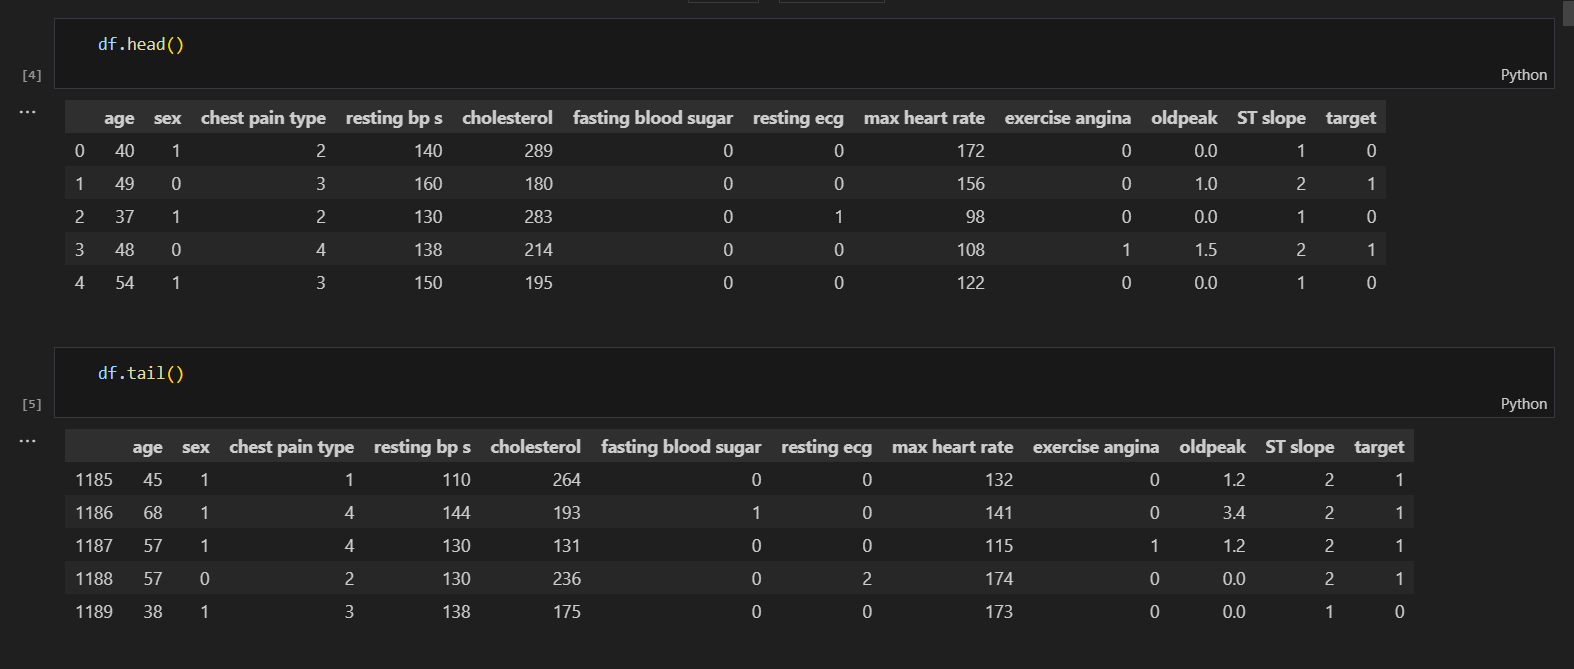 df.head()
[4]
Python
...
age sex chest pain type resting bp s cholesterol fasting blood sugar resting ecg max heart rate exercise angina oldpeak ST slope target
0 40 1 2 140 289 0 0 172 0 0.0 1 0
1 49 0 3 160 180 0 0 156 0 1.0 2 1
2 37 1 2 130 283 0 1 98 0 0.0 1 0
3 48 0 4 138 214 0 0 108 1 1.5 2 1
4 54 1 3 150 195 0 0 122 0 0.0 1 0
df.tail()
[5]
Python
...
age sex chest pain type resting bp s cholesterol fasting blood sugar resting ecg max heart rate exercise angina oldpeak ST slope target
1185 45 1 1 110 264 0 0 132 0 1.2 2 1
1186 68 1 4 144 193 1 0 141 0 3.4 2 1
1187 57 1 4 130 131 0 0 115 1 1.2 2 1
1188 57 0 2 130 236 0 2 174 0 0.0 2 1
1189 38 1 3 138 175 0 0 173 0 0.0 1 0